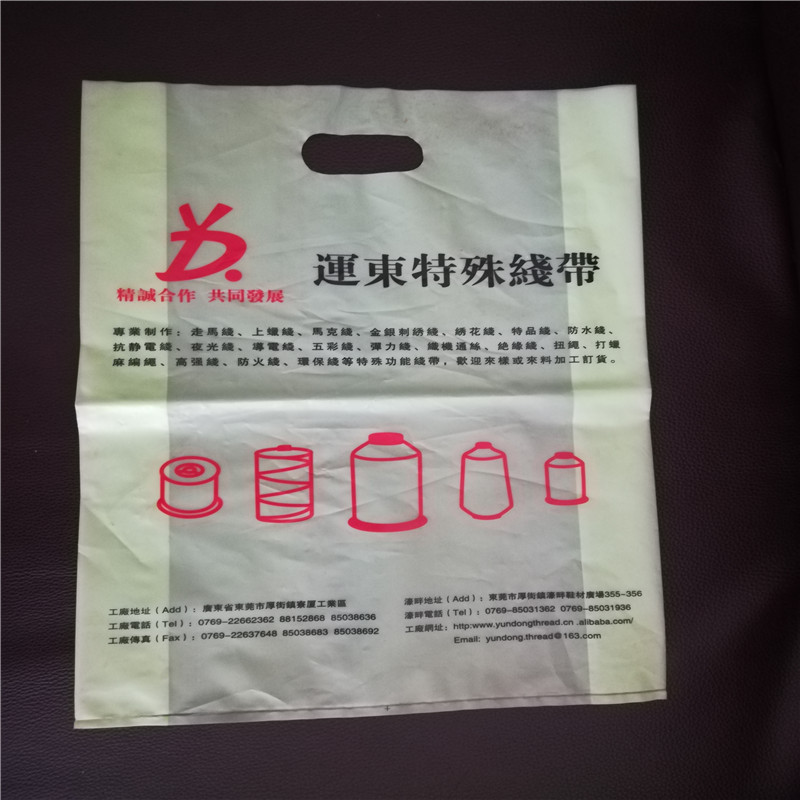 YD.
精誠合作 共同發展
運東特殊綫帶
專業制作：走馬綫、上蠟綫、馬克綫、金銀刺綉綫、綉花綫、特品綫、防水綫、
抗静電綫、夜光綫、導電綫、五彩綫、彈力綫、織機通絲、絶緣綫、扭繩、打蠟
麻編繩、高强綫、防火綫、環保綫等特殊功能綫帶，歡迎來樣或來料加工訂貨。
工廠地址（Add）：廣東省東莞市厚街鎮寮厦工業區
工廠電話（Tel）：0769-22662362 88152868 85038636
工廠傳真（Fax）：0769-22637648 85038683 85038692
濠畔地址（Add）：東莞市厚街鎮濠畔鞋材廣場355-356
濠畔電話（Tel）：0769-85031362 0769-85031936
工廠網址：http:www.yundongthread.cn .alibaba.com/
Email: yundong.thread@163.com